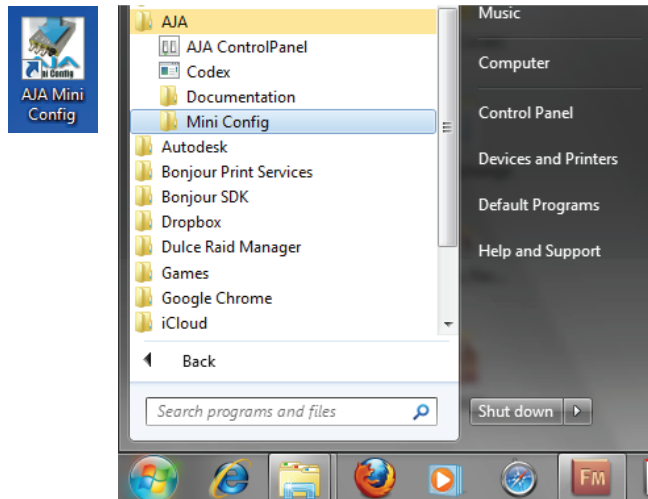 ni Config
AJA Mini
Config
AJA
AJA ControlPanel
Codex
Documentation
Mini Config
Autodesk
Bonjour Print Services
Bonjour SDK
Dropbox
Dulce Raid Manager
Games
Google Chrome
iCloud
Back
Search programs and files
Music
Computer
Control Panel
Devices and Printers
Default Programs
Help and Support
Shut down
FM